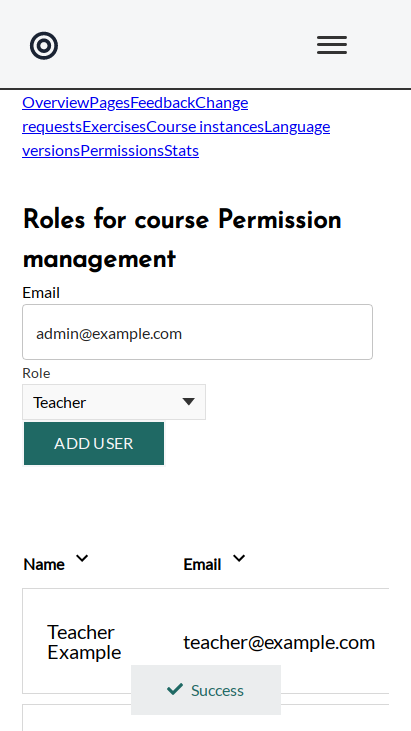 OverviewPagesFeedbackChange
requestsExercisesCourse instancesLanguage
versionsPermissionsStats
Roles for course Permission
management
Email
admin@example.com
Role
Teacher
ADD USER
Name Email
Teacher
Example
teacher@example.com
Success